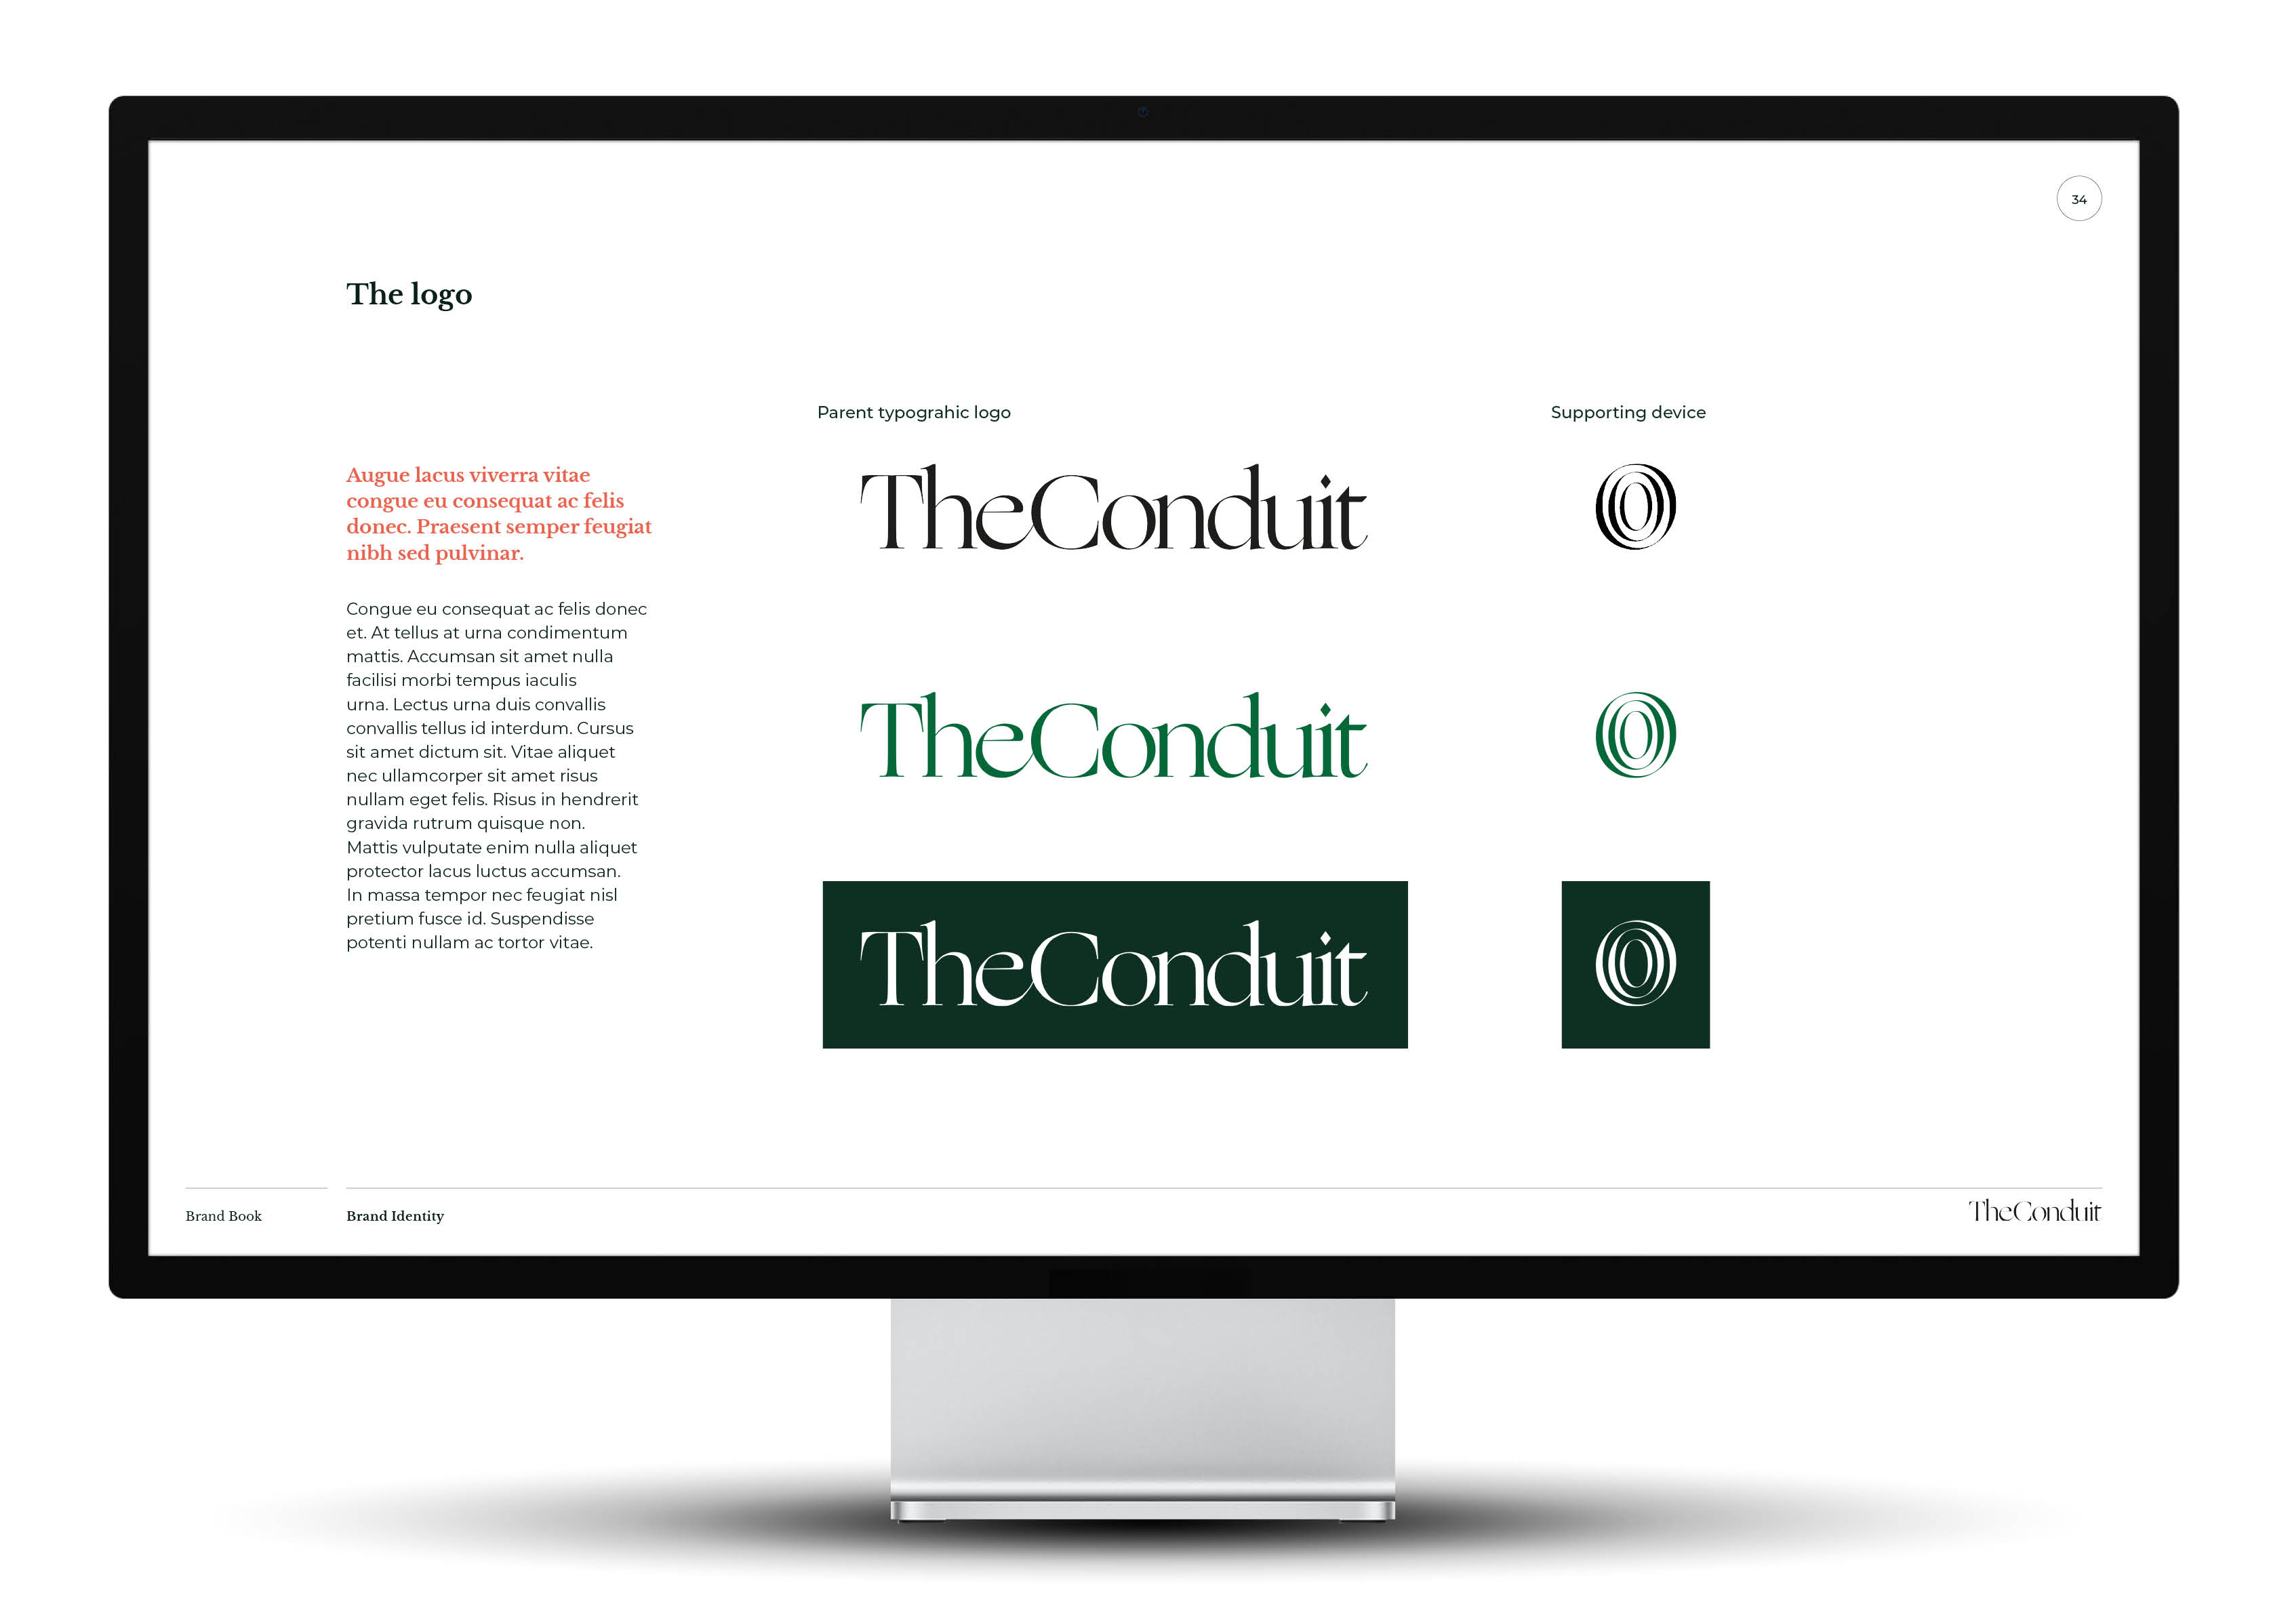 34
The logo
Augue lacus viverra vitae
congue eu consequat ac felis
donec. Praesent semper feugiat
nibh sed pulvinar.
Congue eu consequat ac felis donec
et. At tellus at urna condimentum
mattis. Accumsan sit amet nulla
facilisi morbi tempus iaculis
urna. Lectus urna duis convallis
convallis tellus id interdum. Cursus
sit amet dictum sit. Vitae aliquet
nec ullamcorper sit amet risus
nullam eget felis. Risus in hendrerit
gravida rutrum quisque non.
Mattis vulputate enim nulla aliquet
protector lacus luctus accumsan.
In massa tempor nec feugiat nisl
pretium fusce id. Suspendisse
potenti nullam ac tortor vitae.
Parent typograhic logo
TheConduit
TheConduit
TheConduit
Supporting device
Brand Book
Brand Identity
TheConduit